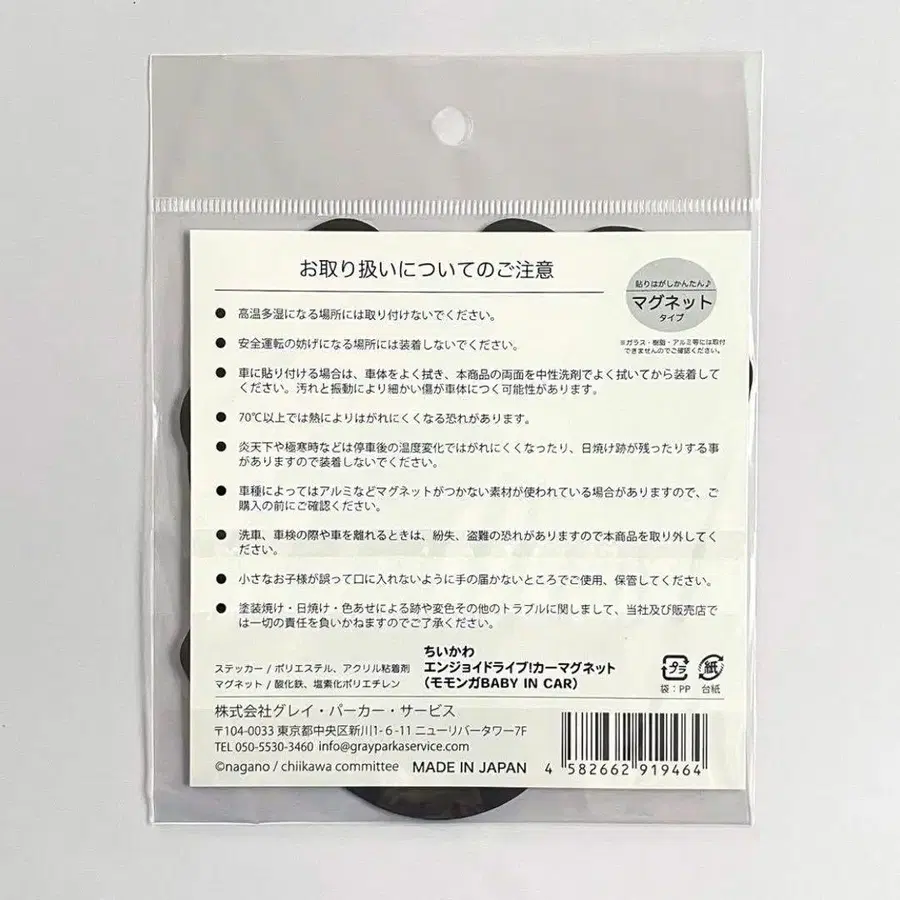 お取り扱いについてのご注意
貼りはがしかんたん♪
マグネット
タイプ
※ガラス・樹脂・アルミ等には取付
できませんのでご確認ください。
● 高温多湿になる場所には取り付けないでください。
● 安全運転の妨げになる場所には装着しないでください。
● 車に貼り付ける場合は、車体をよく拭き、本商品の両面を中性洗剤でよく拭いてから装着して
ください。汚れと振動により細かい傷が車体につく可能性があります。
● 70℃以上では熱によりはがれにくくなる恐れがあります。
● 炎天下や極寒時などは停車後の温度変化ではがれにくくなったり、日焼け跡が残ったりする事
がありますので装着しないでください。
● 車種によってはアルミなどマグネットがつかない素材が使われている場合がありますので、ご
購入の前にご確認ください。
● 洗車、車検の際や車を離れるときは、紛失、盗難の恐れがありますので本商品を取り外してく
ださい。
● 小さなお子様が誤って口に入れないように手の届かないところでご使用、保管してください。
● 塗装焼け・日焼け・色あせによる跡や変色その他のトラブルに関しまして、当社及び販売店で
は一切の責任を負いかねますのでご了承ください。
ステッカー / ポリエステル、アクリル粘着剤
マグネット / 酸化鉄、塩素化ポリエチレン
ちいかわ
エンジョイドライブ!カーマグネット
（モモンガBABY IN CAR）
プラ
袋：PP
紙
台紙
株式会社グレイ・パーカー・サービス
〒104-0033 東京都中央区新川1-6-11 ニューリバータワー7F
TEL 050-5530-3460 info@grayparkaservice.com
©nagano / chiikawa committee MADE IN JAPAN
4 582662 919464